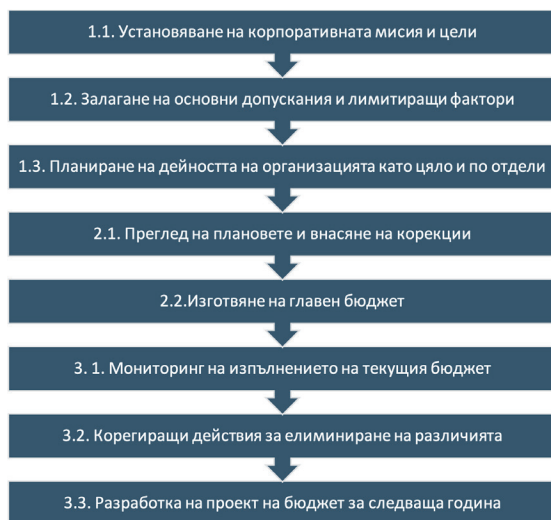 1.1. Установяване на корпоративната мисия и цели
1.2. Залагане на основни допускания и лимитиращи фактори
1.3. Планиране на дейността на организацията като цяло и по отдели
2.1. Преглед на плановете и внасяне на корекции
2.2.Изготвяне на главен бюджет
3. 1. Мониторинг на изпълнението на текущия бюджет
3.2. Корегиращи действия за елиминиране на различията
3.3. Разработка на проект на бюджет за следваща година